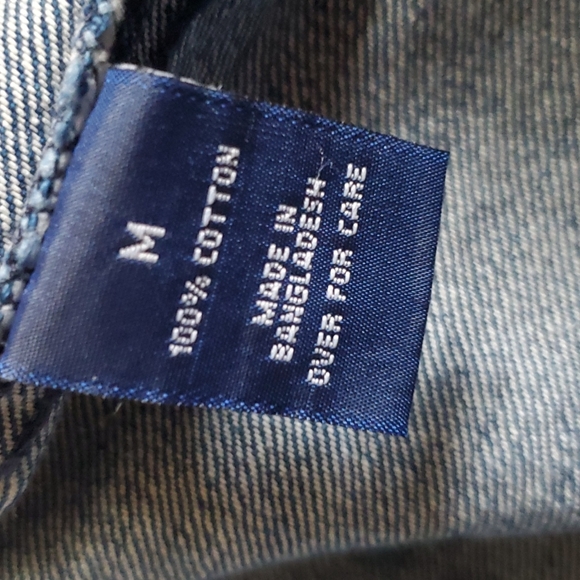 M
100% COTTON
MADE IN
BANGLADESH
OVER FOR CARE